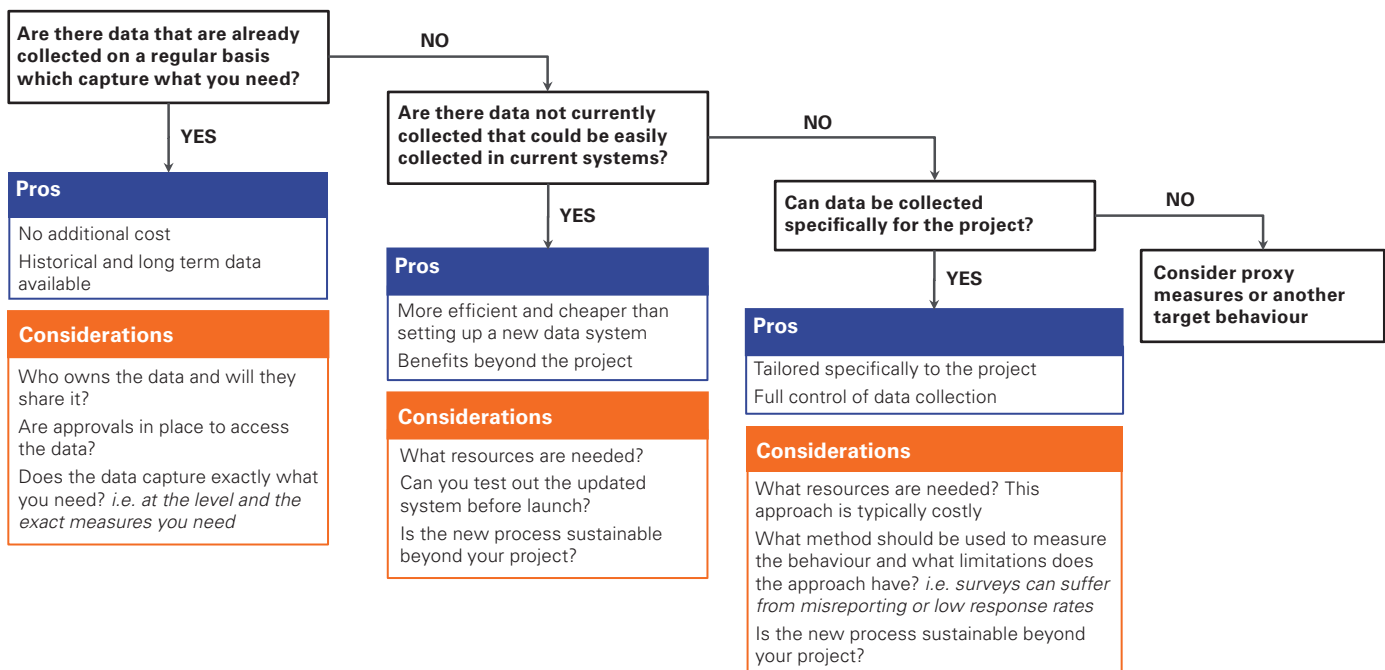 Are there data that are already
collected on a regular basis
which capture what you need?
NO
YES
Pros
No additional cost
Historical and long term data
available
Considerations
Who owns the data and will they
share it?
Are approvals in place to access
the data?
Does the data capture exactly what
you need? i.e. at the level and the
exact measures you need
Are there data not currently
collected that could be easily
collected in current systems?
NO
YES
Pros
More efficient and cheaper than
setting up a new data system
Benefits beyond the project
Considerations
What resources are needed?
Can you test out the updated
system before launch?
Is the new process sustainable
beyond your project?
Can data be collected
specifically for the project?
NO
YES
Pros
Tailored specifically to the project
Full control of data collection
Considerations
What resources are needed? This
approach is typically costly
What method should be used to measure
the behaviour and what limitations does
the approach have? i.e. surveys can suffer
from misreporting or low response rates
Is the new process sustainable beyond
your project?
Consider proxy
measures or another
target behaviour